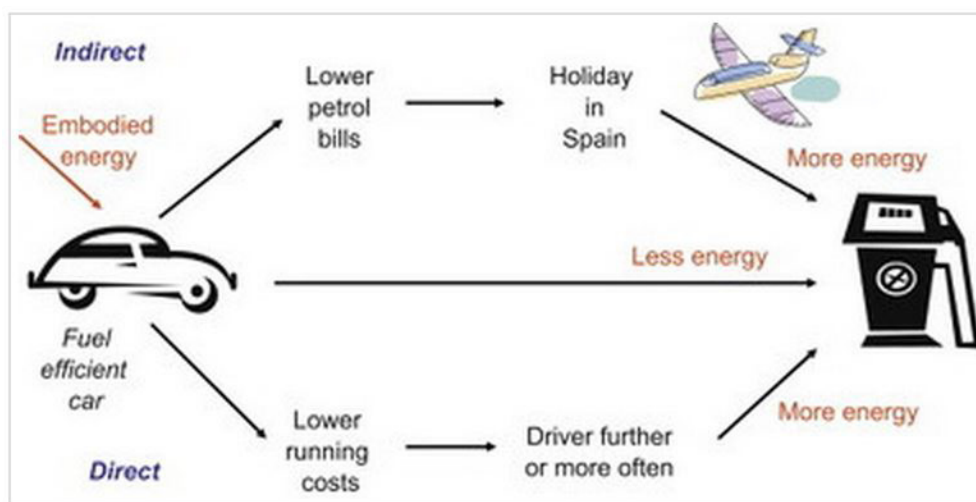 Indirect
Embodied
energy
Lower
petrol
bills
Holiday
in
Spain
More energy
Less energy
Fuel
efficient
car
Lower
running
costs
Driver further
or more often
More energy
Direct